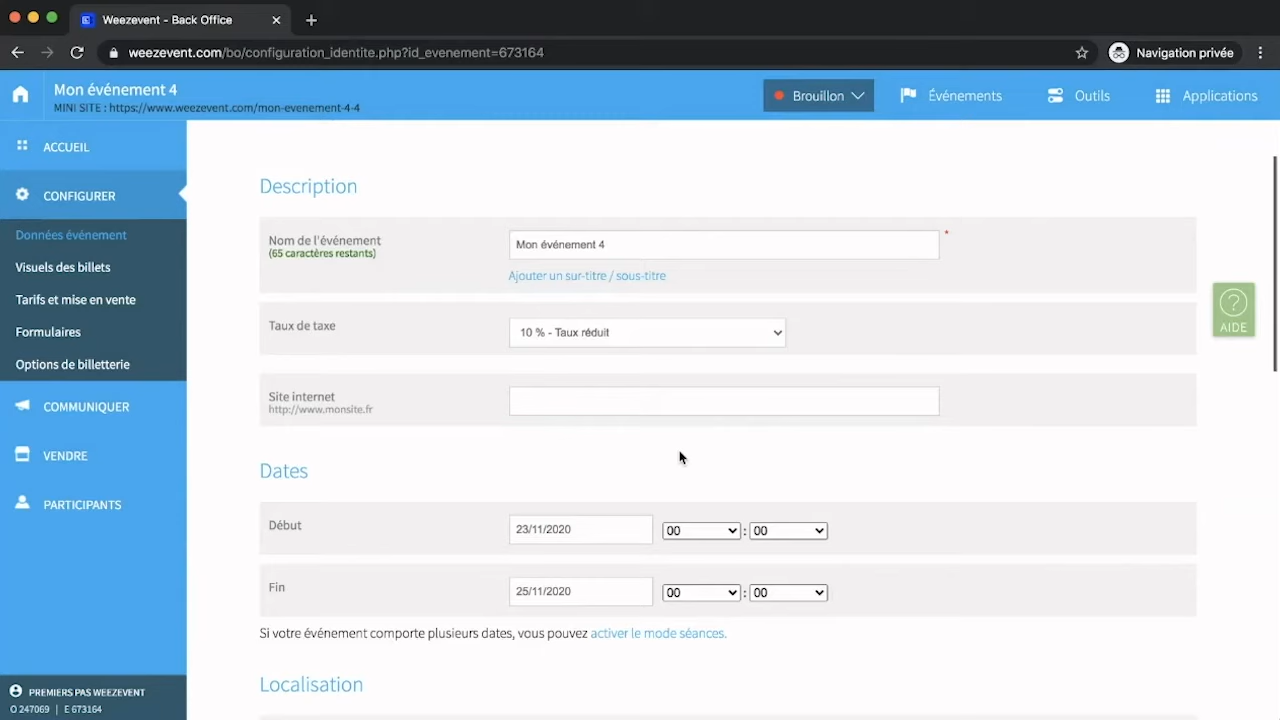 Weezevent - Back Office
weezevent.com/bo/configuration_identite.php?id_evenement=673164
Navigation privée
Mon événement 4
MINI SITE : https://www.weezevent.com/mon-evenement-4-4
Brouillon
Événements
Outils
Applications
ACCUEIL
CONFIGURER
Données événement
Visuels des billets
Tarifs et mise en vente
Formulaires
Options de billetterie
COMMUNIQUER
VENDRE
PARTICIPANTS
PREMIERS PAS WEEZEVENT
O 247069 | E 673164
Description
Nom de l'événement
(65 caractères restants)
Mon événement 4 *
Ajouter un sur-titre / sous-titre
Taux de taxe
10 % - Taux réduit
Site internet
http://www.monsite.fr
Dates
Début
23/11/2020 00 : 00
Fin
25/11/2020 00 : 00
Si votre événement comporte plusieurs dates, vous pouvez activer le mode séances.
Localisation
? AIDE